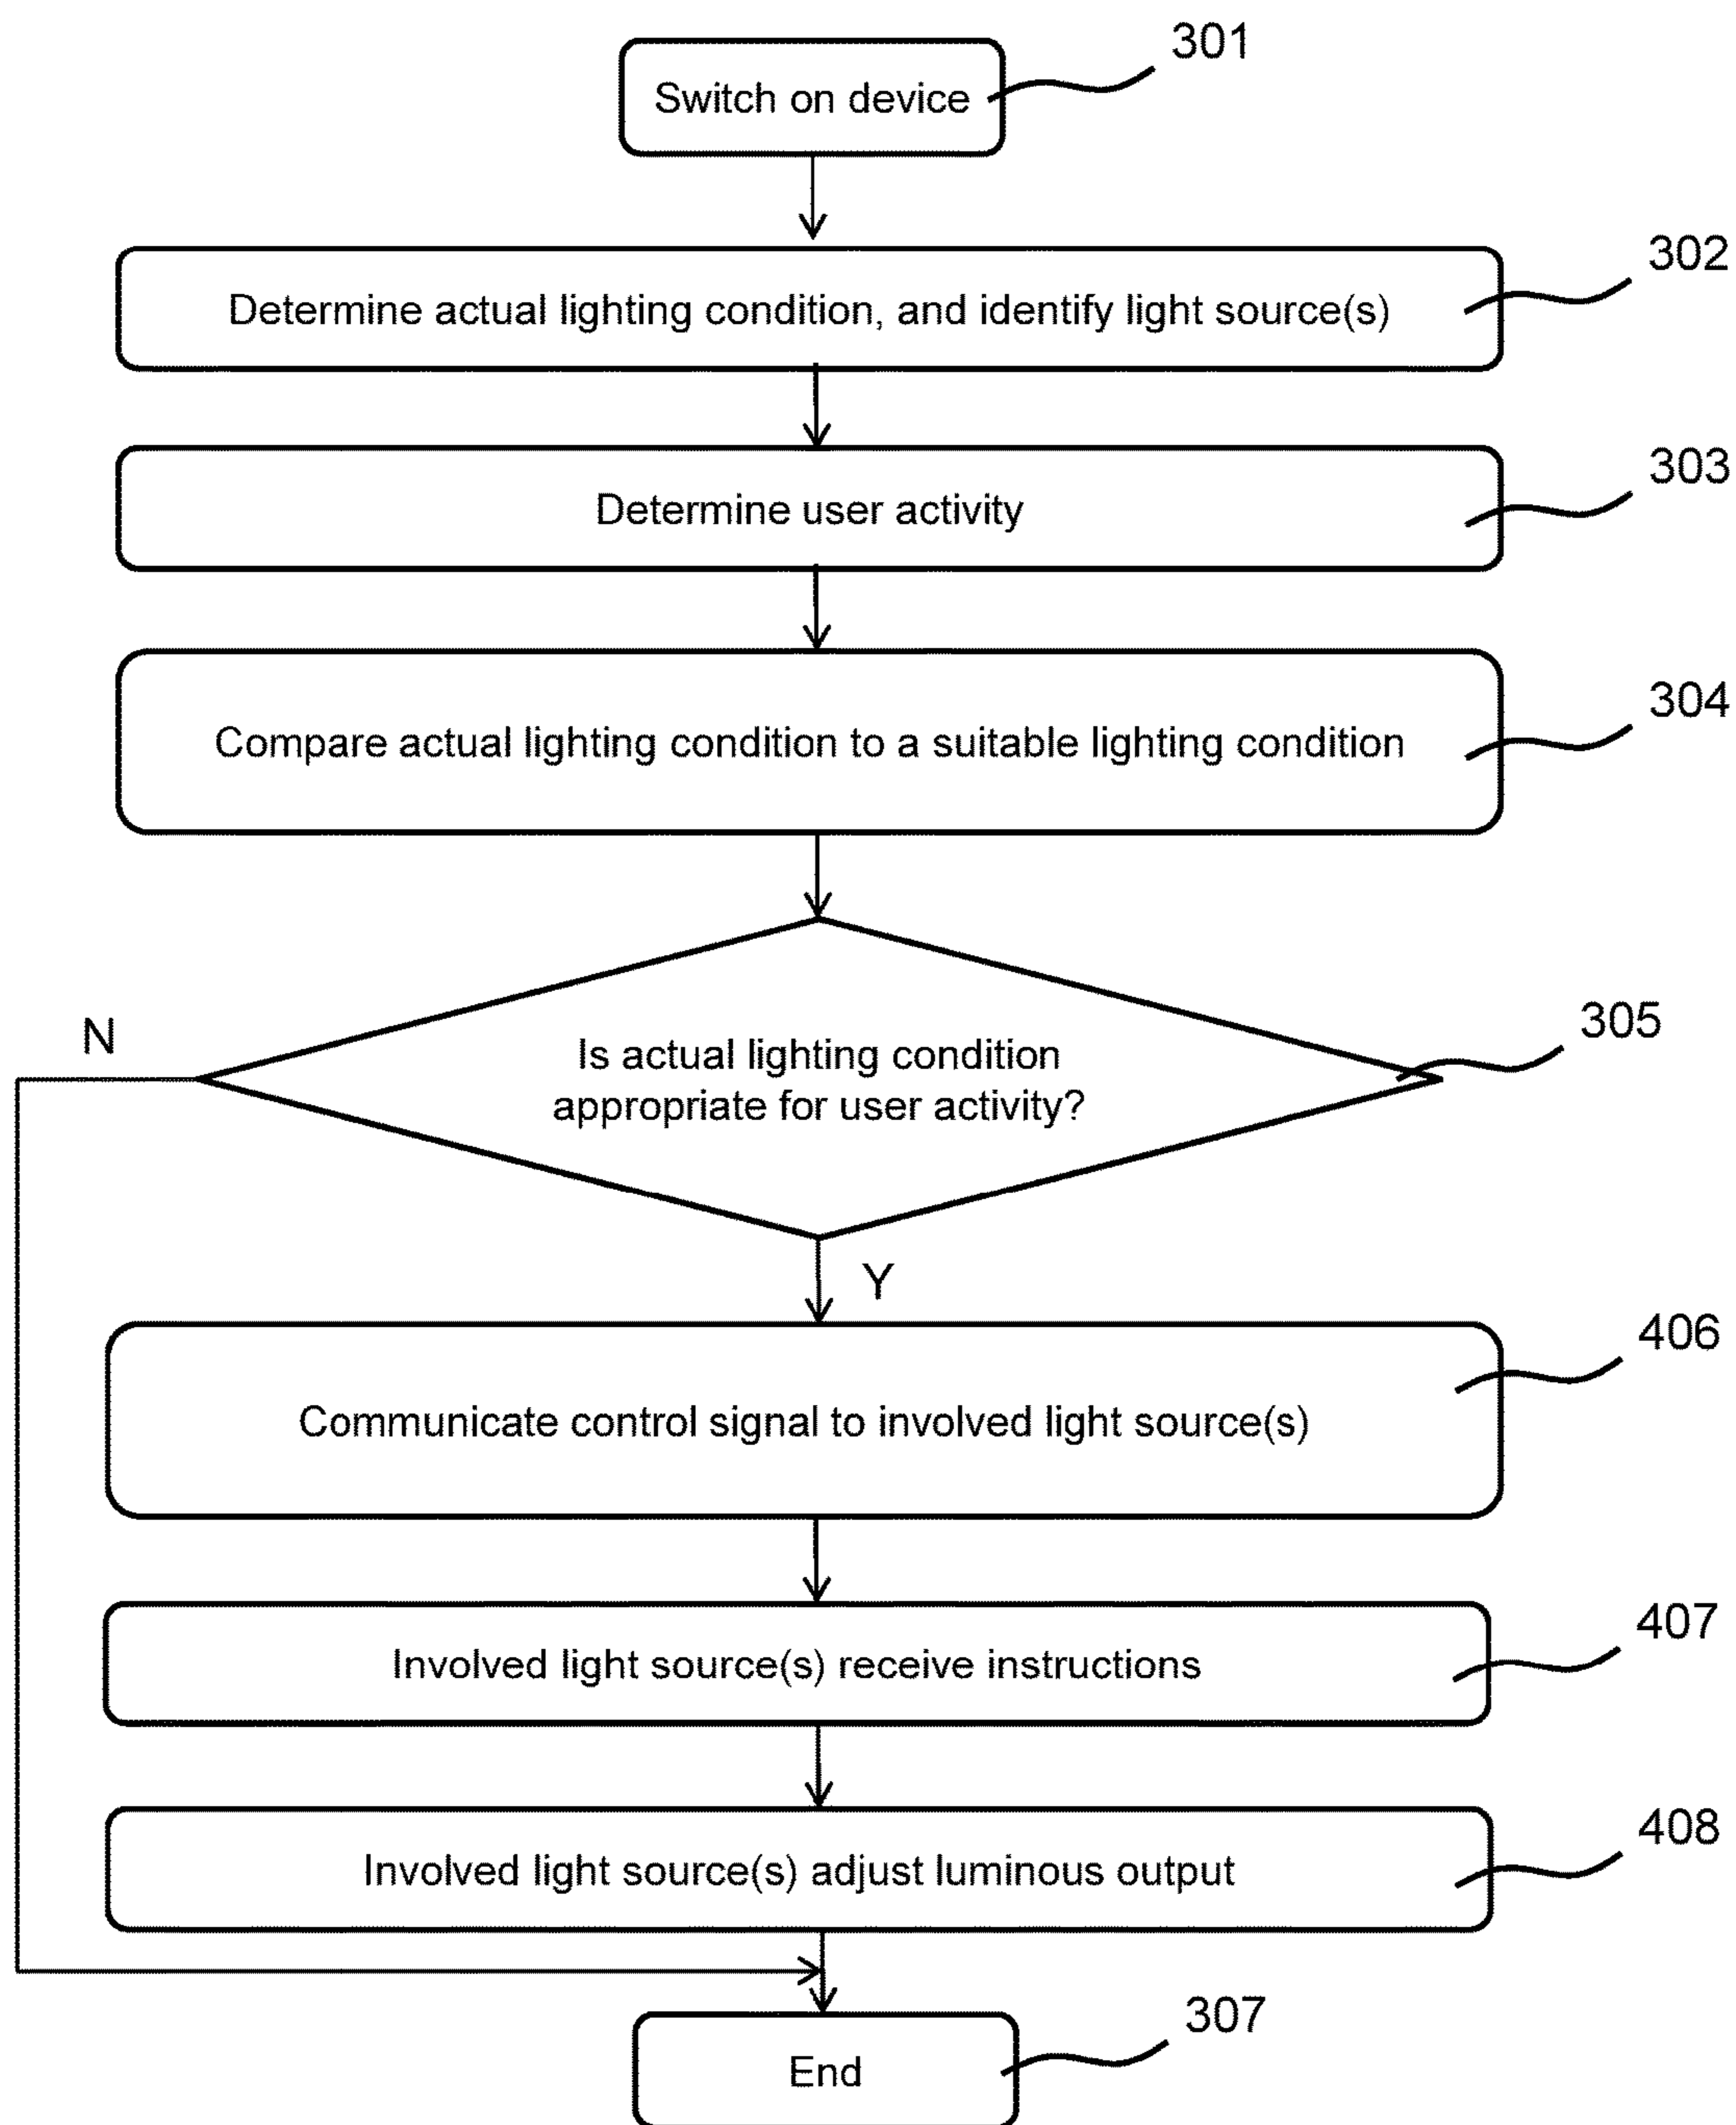 301
Switch on device
302
Determine actual lighting condition, and identify light source(s)
303
Determine user activity
304
Compare actual lighting condition to a suitable lighting condition
N
305
Is actual lighting condition
appropriate for user activity?
Y
406
Communicate control signal to involved light source(s)
407
Involved light source(s) receive instructions
408
Involved light source(s) adjust luminous output
307
End